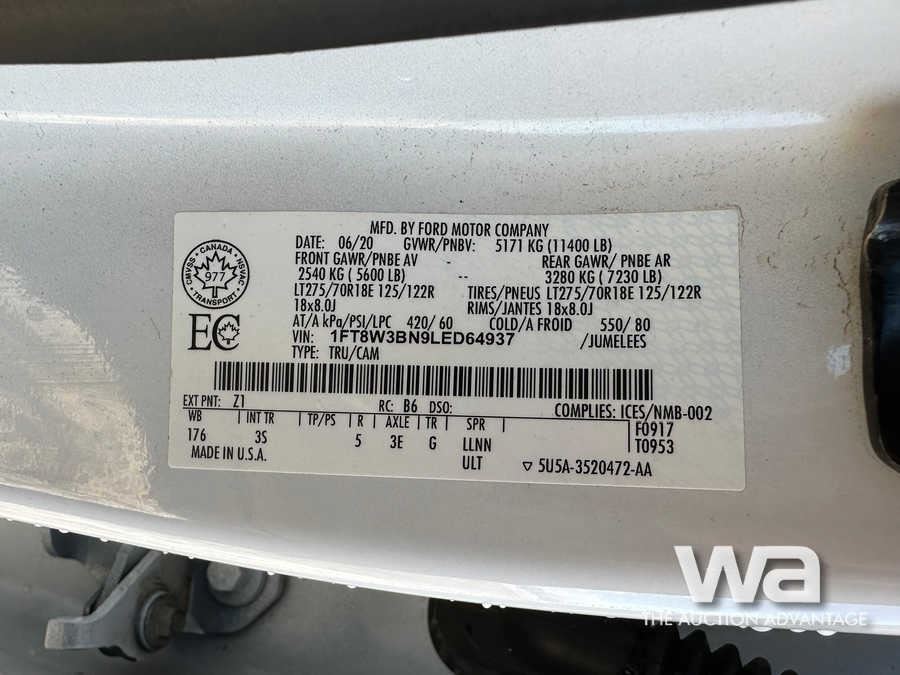 MFD. BY FORD MOTOR COMPANY
DATE: 06/20 GVWR/PNBV: 5171 KG (11400 LB)
FRONT GAWR/PNBE AV REAR GAWR/ PNBE AR
2540 KG ( 5600 LB) -- 3280 KG ( 7230 LB)
LT275/70R18E 125/122R TIRES/PNEUS LT275/70R18E 125/122R
18x8.0J RIMS/JANTES 18x8.0J
AT/A kPa/PSI/LPC 420/ 60 COLD/A FROID 550/ 80
VIN: 1FT8W3BN9LED64937 /JUMELEES
TYPE: TRU/CAM
CMVSS - CANADA - NSVAC
977
- TRANSPORT -
EC
EXT PNT: Z1 RC: B6 DSO: COMPLIES: ICES/NMB-002
WB INT TR TP/PS R AXLE TR SPR F0917
176 3S 5 3E G LLNN T0953
MADE IN U.S.A. ULT ▽ 5U5A-3520472-AA
wa
THE AUCTION ADVANTAGE